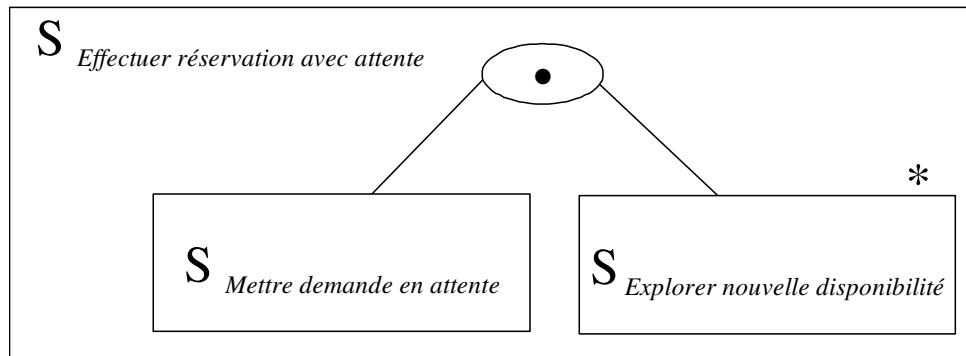 S Effectuer réservation avec attente
•
*
S Mettre demande en attente
S Explorer nouvelle disponibilité